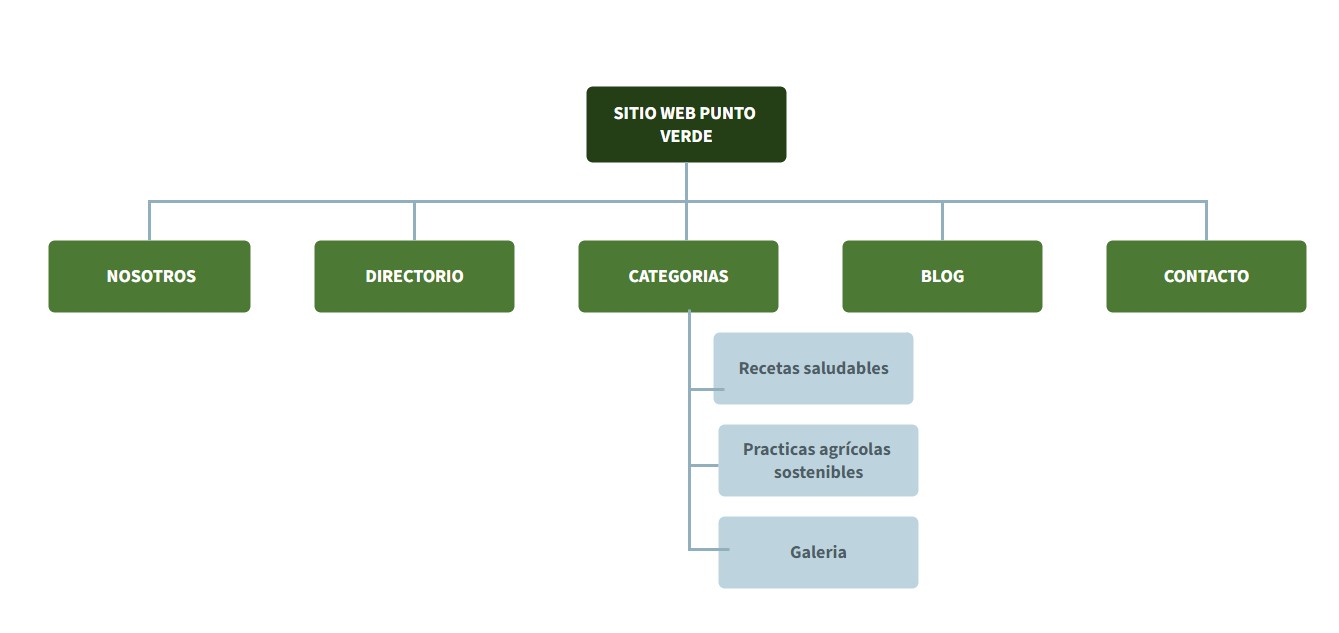 SITIO WEB PUNTO
VERDE
NOSOTROS
DIRECTORIO
CATEGORIAS
BLOG
CONTACTO
Recetas saludables
Practicas agrícolas
sostenibles
Galeria